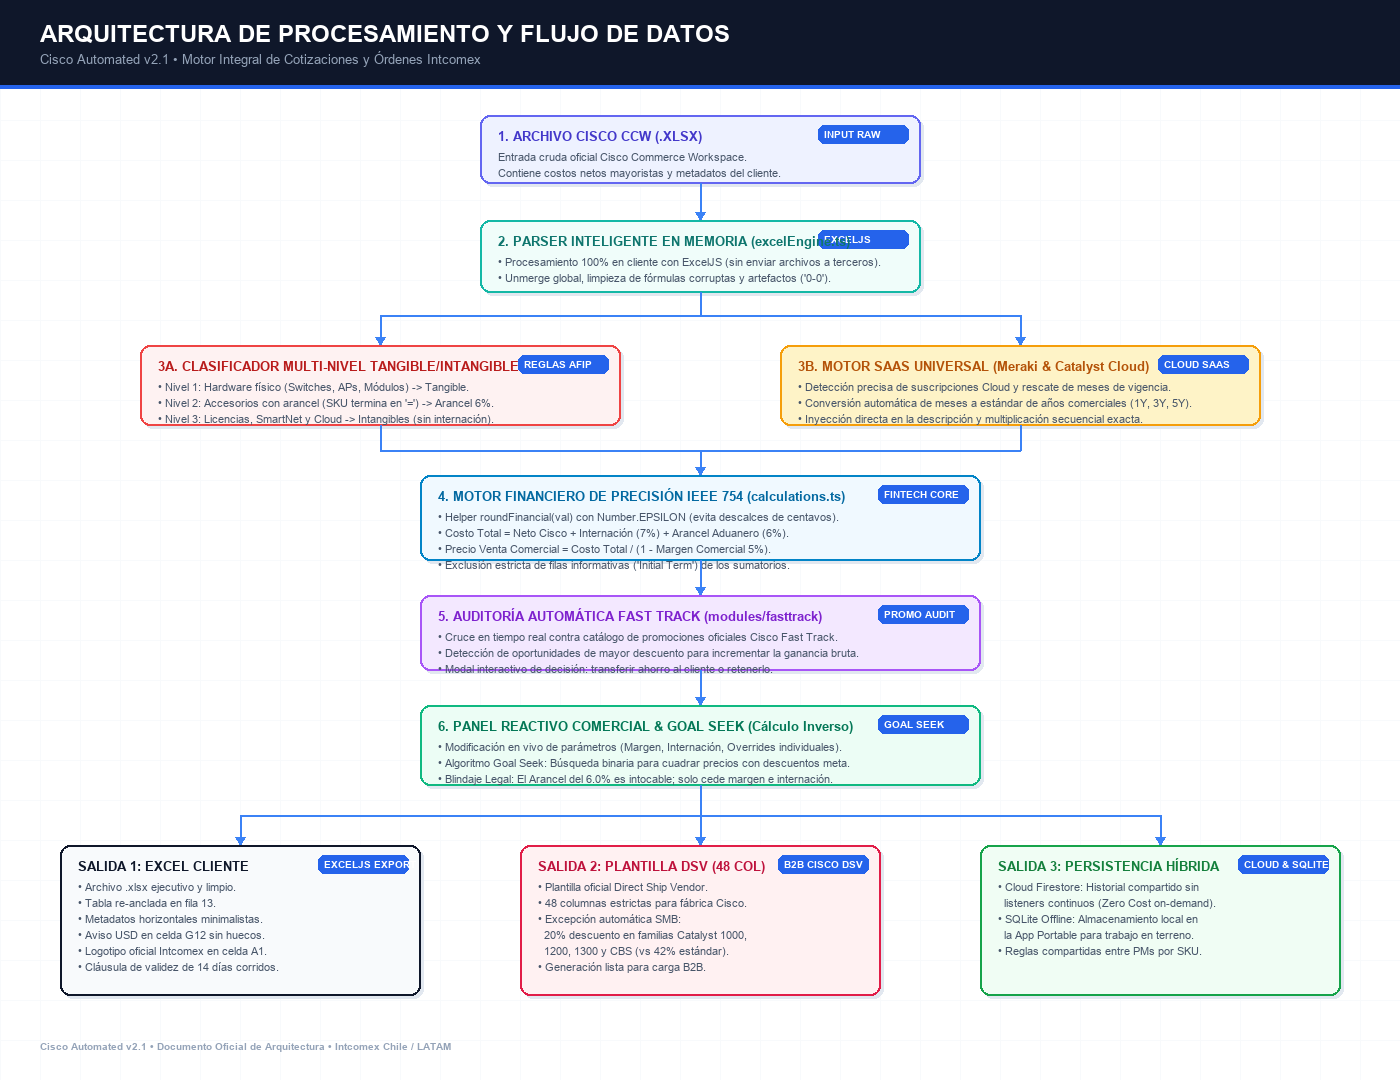 ARQUITECTURA DE PROCESAMIENTO Y FLUJO DE DATOS
Cisco Automated v2.1 • Motor Integral de Cotizaciones y Órdenes Intcomex
1. ARCHIVO CISCO CCW (.XLSX)
INPUT RAW
Entrada cruda oficial Cisco Commerce Workspace.
Contiene costos netos mayoristas y metadatos del cliente.
2. PARSER INTELIGENTE EN MEMORIA (excelEngine.ts)
EXCELJS
• Procesamiento 100% en cliente con ExcelJS (sin enviar archivos a terceros).
• Unmerge global, limpieza de fórmulas corruptas y artefactos ('0-0').
3A. CLASIFICADOR MULTI-NIVEL TANGIBLE/INTANGIBLE
REGLAS AFIP
• Nivel 1: Hardware físico (Switches, APs, Módulos) -> Tangible.
• Nivel 2: Accesorios con arancel (SKU termina en '=') -> Arancel 6%.
• Nivel 3: Licencias, SmartNet y Cloud -> Intangibles (sin internación).
3B. MOTOR SAAS UNIVERSAL (Meraki & Catalyst Cloud)
CLOUD SAAS
• Detección precisa de suscripciones Cloud y rescate de meses de vigencia.
• Conversión automática de meses a estándar de años comerciales (1Y, 3Y, 5Y).
• Inyección directa en la descripción y multiplicación secuencial exacta.
4. MOTOR FINANCIERO DE PRECISIÓN IEEE 754 (calculations.ts)
FINTECH CORE
• Helper roundFinancial(val) con Number.EPSILON (evita descalces de centavos).
• Costo Total = Neto Cisco + Internación (7%) + Arancel Aduanero (6%).
• Precio Venta Comercial = Costo Total / (1 - Margen Comercial 5%).
• Exclusión estricta de filas informativas ('Initial Term') de los sumatorios.
5. AUDITORÍA AUTOMÁTICA FAST TRACK (modules/fasttrack)
PROMO AUDIT
• Cruce en tiempo real contra catálogo de promociones oficiales Cisco Fast Track.
• Detección de oportunidades de mayor descuento para incrementar la ganancia bruta.
• Modal interactivo de decisión: transferir ahorro al cliente o retenerlo.
6. PANEL REACTIVO COMERCIAL & GOAL SEEK (Cálculo Inverso)
GOAL SEEK
• Modificación en vivo de parámetros (Margen, Internación, Overrides individuales).
• Algoritmo Goal Seek: Búsqueda binaria para cuadrar precios con descuentos meta.
• Blindaje Legal: El Arancel del 6.0% es intocable; solo cede margen e internación.
SALIDA 1: EXCEL CLIENTE
EXCELJS EXPOR
• Archivo .xlsx ejecutivo y limpio.
• Tabla re-anclada en fila 13.
• Metadatos horizontales minimalistas.
• Aviso USD en celda G12 sin huecos.
• Logotipo oficial Intcomex en celda A1.
• Cláusula de validez de 14 días corridos.
SALIDA 2: PLANTILLA DSV (48 COL)
B2B CISCO DSV
• Plantilla oficial Direct Ship Vendor.
• 48 columnas estrictas para fábrica Cisco.
• Excepción automática SMB:
20% descuento en familias Catalyst 1000,
1200, 1300 y CBS (vs 42% estándar).
• Generación lista para carga B2B.
SALIDA 3: PERSISTENCIA HÍBRIDA
CLOUD & SQLITE
• Cloud Firestore: Historial compartido sin
listeners continuos (Zero Cost on-demand).
• SQLite Offline: Almacenamiento local en
la App Portable para trabajo en terreno.
• Reglas compartidas entre PMs por SKU.
Cisco Automated v2.1 • Documento Oficial de Arquitectura • Intcomex Chile / LATAM